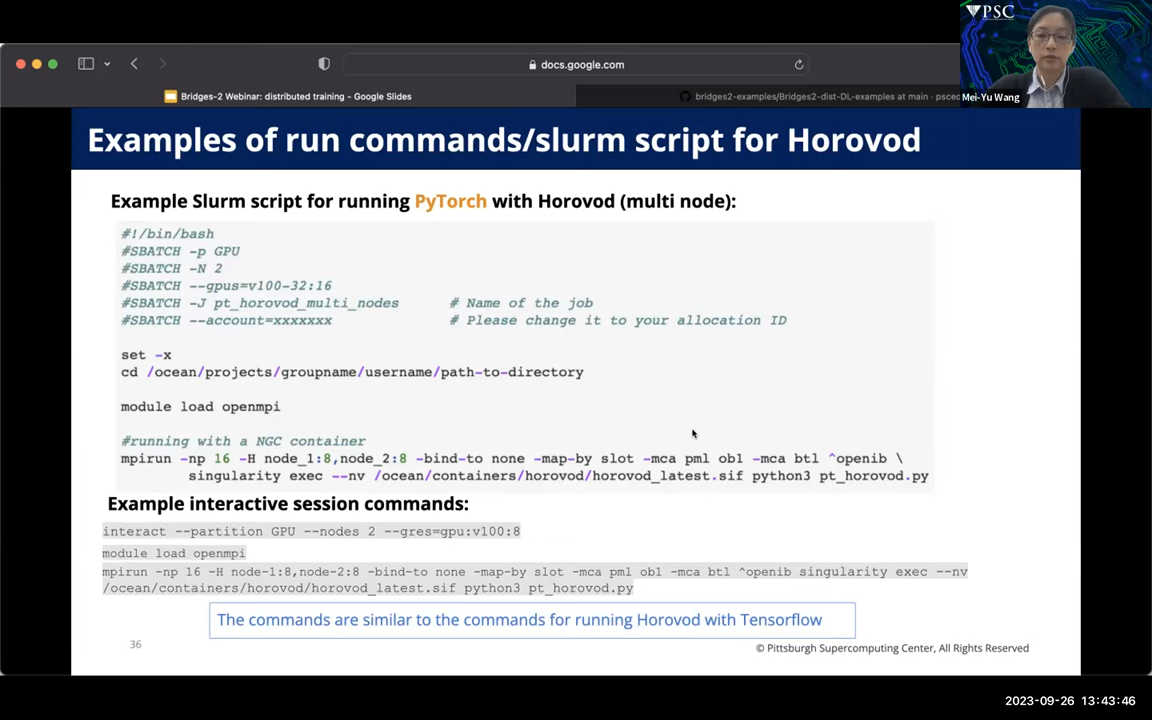 PSC
docs.google.com
Bridges-2 Webinar: distributed training - Google Slides
bridges2-examples/Bridges2-dist-DL-examples at main · psced
Mei-Yu Wang
Examples of run commands/slurm script for Horovod
Example Slurm script for running PyTorch with Horovod (multi node):
#!/bin/bash
#SBATCH -p GPU
#SBATCH -N 2
#SBATCH --gpus=v100-32:16
#SBATCH -J pt_horovod_multi_nodes # Name of the job
#SBATCH --account=xxxxxxx # Please change it to your allocation ID
set -x
cd /ocean/projects/groupname/username/path-to-directory
module load openmpi
#running with a NGC container
mpirun -np 16 -H node_1:8,node_2:8 -bind-to none -map-by slot -mca pml ob1 -mca btl ^openib \
singularity exec --nv /ocean/containers/horovod/horovod_latest.sif python3 pt_horovod.py
Example interactive session commands:
interact --partition GPU --nodes 2 --gres=gpu:v100:8
module load openmpi
mpirun -np 16 -H node-1:8,node-2:8 -bind-to none -map-by slot -mca pml ob1 -mca btl ^openib singularity exec --nv
/ocean/containers/horovod/horovod_latest.sif python3 pt_horovod.py
The commands are similar to the commands for running Horovod with Tensorflow
36
© Pittsburgh Supercomputing Center, All Rights Reserved
2023-09-26 13:43:46